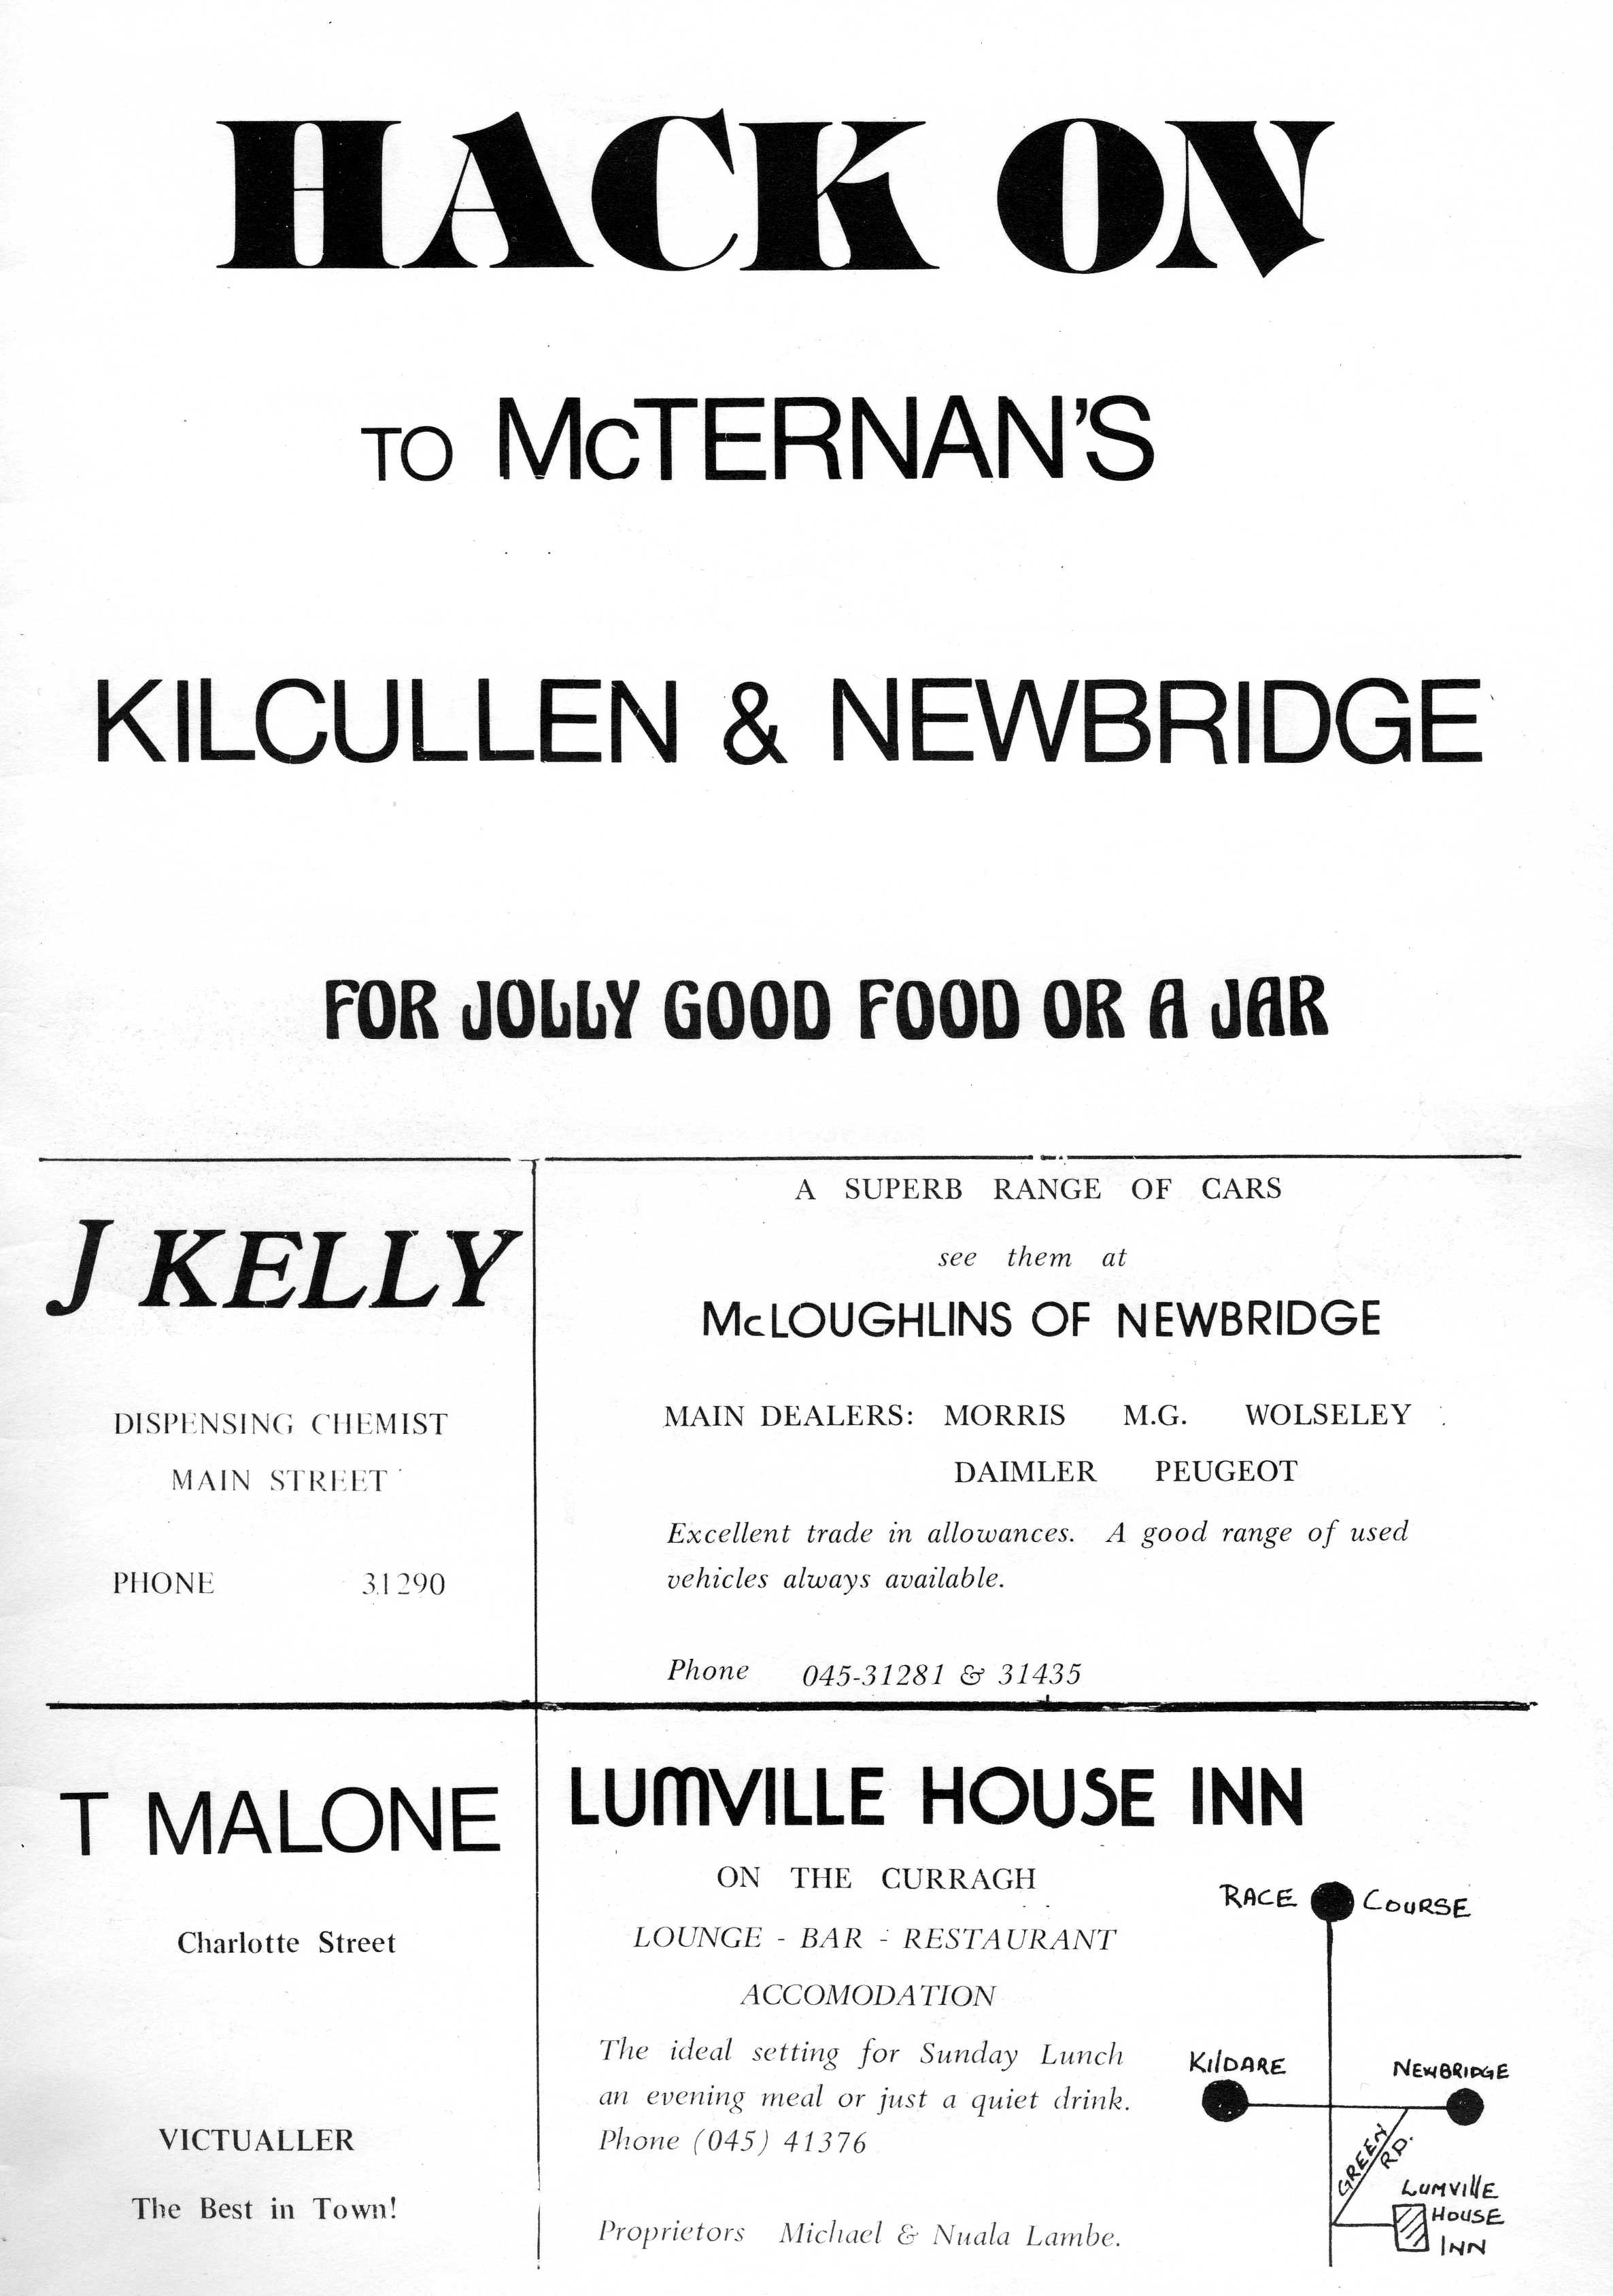 HACK ON
TO McTERNAN'S
KILCULLEN & NEWBRIDGE
FOR JOLLY GOOD FOOD OR A JAR
J KELLY
DISPENSING CHEMIST
MAIN STREET
PHONE 31290
A SUPERB RANGE OF CARS
see them at
McLOUGHLINS OF NEWBRIDGE
MAIN DEALERS: MORRIS M.G. WOLSELEY
DAIMLER PEUGEOT
Excellent trade in allowances. A good range of used
vehicles always available.
Phone 045-31281 & 31435
T MALONE
Charlotte Street
VICTUALLER
The Best in Town!
LUMVILLE HOUSE INN
ON THE CURRAGH
LOUNGE - BAR - RESTAURANT
ACCOMODATION
The ideal setting for Sunday Lunch
an evening meal or just a quiet drink.
Phone (045) 41376
Proprietors Michael & Nuala Lambe.
RACE COURSE
KilDARE
NEWBRIDGE
GREEN
RD.
LUMVillE
HOUSE
INN